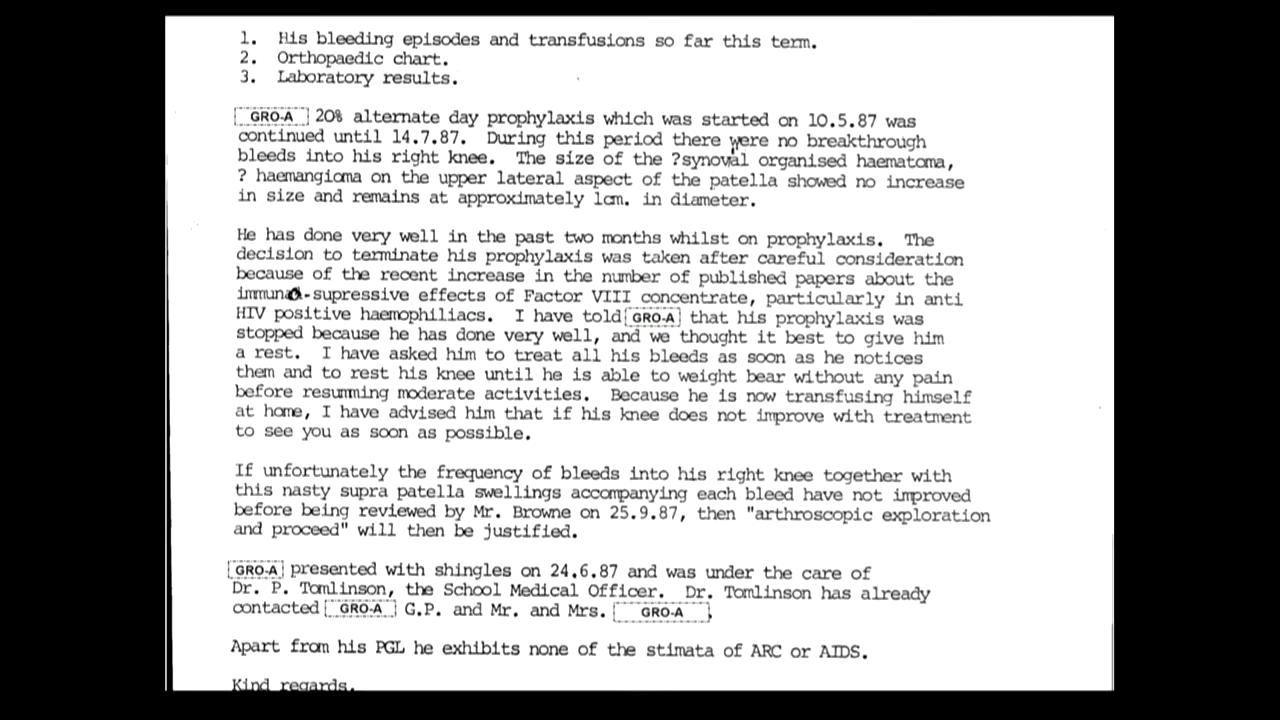 1. His bleeding episodes and transfusions so far this term.
2. Orthopaedic chart.
3. Laboratory results.
GRO-A 20% alternate day prophylaxis which was started on 10.5.87 was
continued until 14.7.87. During this period there were no breakthrough
bleeds into his right knee. The size of the ?synoval organised haematoma,
? haemangioma on the upper lateral aspect of the patella showed no increase
in size and remains at approximately 1cm. in diameter.
He has done very well in the past two months whilst on prophylaxis. The
decision to terminate his prophylaxis was taken after careful consideration
because of the recent increase in the number of published papers about the
immuno-supressive effects of Factor VIII concentrate, particularly in anti
HIV positive haemophiliacs. I have told GRO-A that his prophylaxis was
stopped because he has done very well, and we thought it best to give him
a rest. I have asked him to treat all his bleeds as soon as he notices
them and to rest his knee until he is able to weight bear without any pain
before resumming moderate activities. Because he is now transfusing himself
at home, I have advised him that if his knee does not improve with treatment
to see you as soon as possible.
If unfortunately the frequency of bleeds into his right knee together with
this nasty supra patella swellings accompanying each bleed have not improved
before being reviewed by Mr. Browne on 25.9.87, then "arthroscopic exploration
and proceed" will then be justified.
GRO-A presented with shingles on 24.6.87 and was under the care of
Dr. P. Tomlinson, the School Medical Officer. Dr. Tomlinson has already
contacted GRO-A G.P. and Mr. and Mrs. GRO-A.
Apart from his PGL he exhibits none of the stimata of ARC or AIDS.
Kind regards.